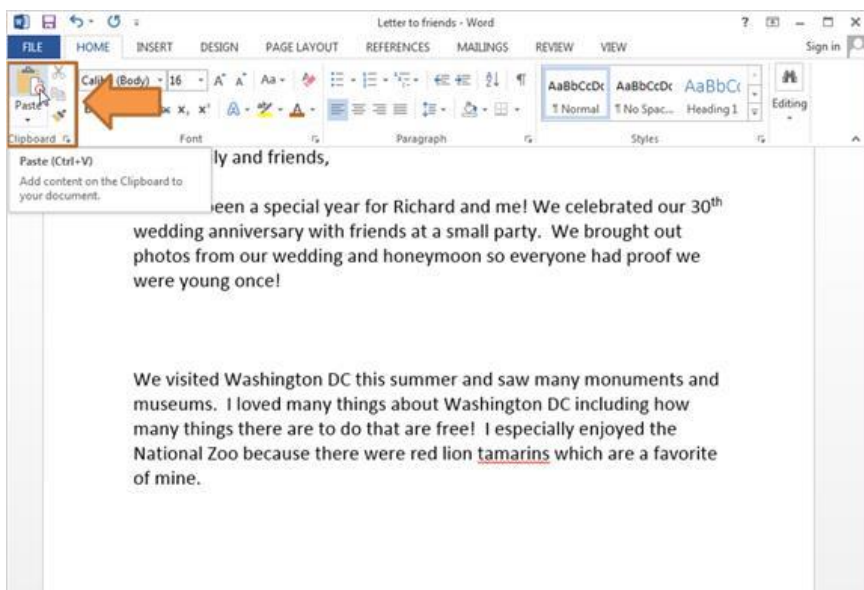 Letter to friends - Word
?
FILE HOME INSERT DESIGN PAGE LAYOUT REFERENCES MAILINGS REVIEW VIEW Sign in
Paste (Body) 16 A A Aa
x, x² A A ¶
AaBbCcDc AaBbCcDc AaBbC
¶ Normal ¶ No Spac... Heading 1 Editing
Clipboard Font Paragraph Styles
Paste (Ctrl+V)
Add content on the Clipboard to
your document.
ly and friends,
been a special year for Richard and me! We celebrated our 30th
wedding anniversary with friends at a small party. We brought out
photos from our wedding and honeymoon so everyone had proof we
were young once!
We visited Washington DC this summer and saw many monuments and
museums. I loved many things about Washington DC including how
many things there are to do that are free! I especially enjoyed the
National Zoo because there were red lion tamarins which are a favorite
of mine.